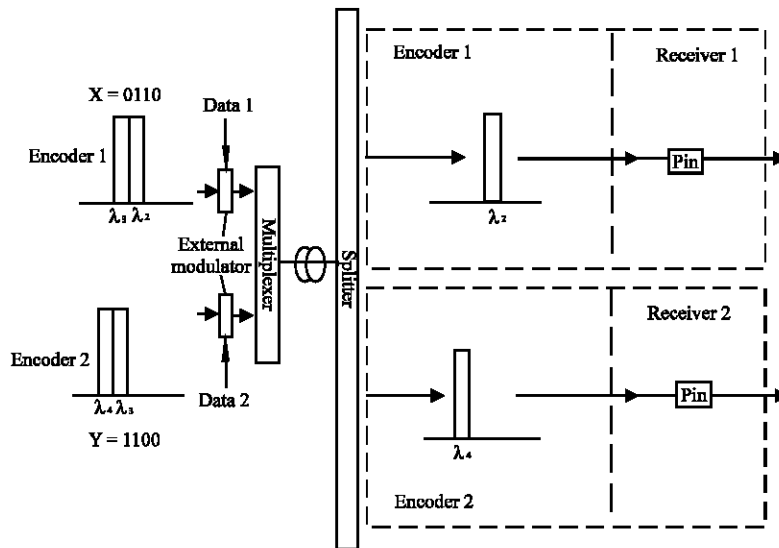 X = 0110
Encoder 1
λ₃ λ₂
Data 1
External
modulator
Multiplexer
Encoder 2
λ₄ λ₃
Y = 1100
Data 2
Splitter
Encoder 1
Receiver 1
λ₂
Pin
Receiver 2
λ₄
Pin
Encoder 2